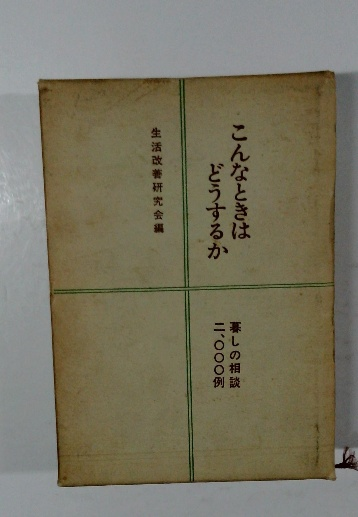 こんなときは
どうするか
暮しの相談
二、〇〇〇例
生活改善研究会編